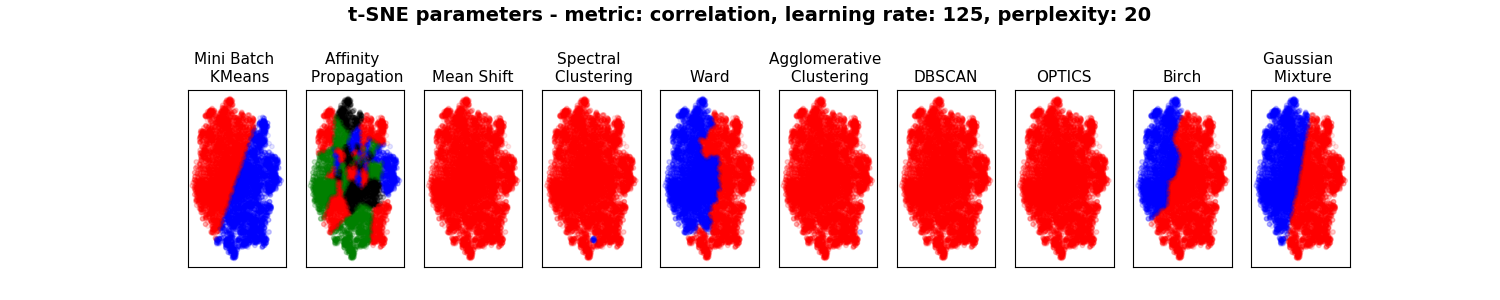 t-SNE parameters - metric: correlation, learning rate: 125, perplexity: 20
Mini Batch
KMeans
Affinity
Propagation
Mean Shift
Spectral
Clustering
Ward
Agglomerative
Clustering
DBSCAN
OPTICS
Birch
Gaussian
Mixture